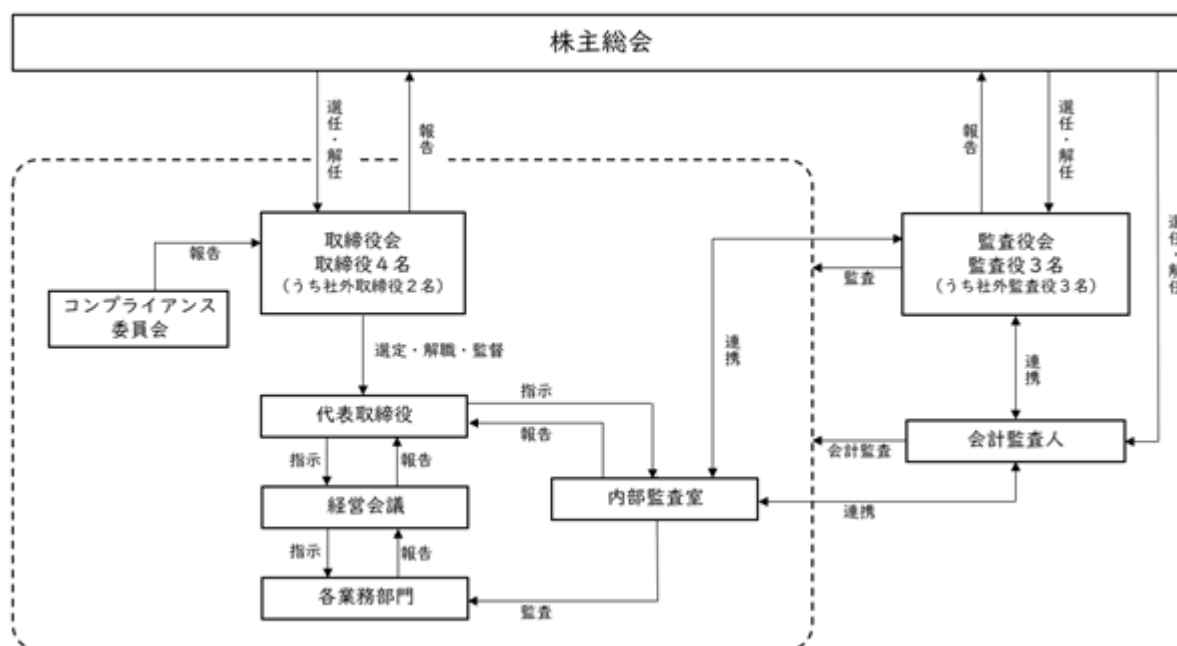 株主総会
選任・解任
報告
報告
選任・解任
選任・解任
取締役会
取締役4名
(うち社外取締役2名)
監査役会
監査役3名
(うち社外監査役3名)
報告
監査
コンプライアンス
委員会
選定・解職・監督
連携
連携
代表取締役
指示
報告
会計監査人
会計監査
指示
報告
経営会議
内部監査室
連携
指示
報告
各業務部門
監査